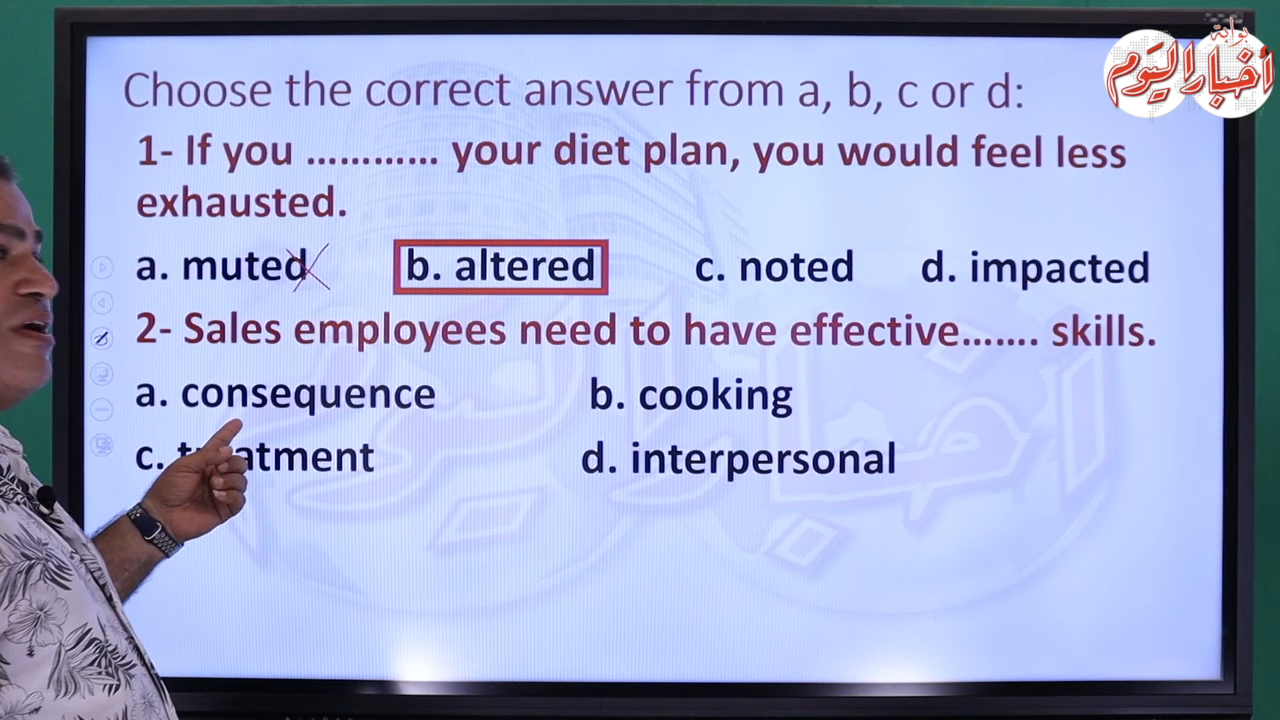 بوابة
أخبار اليوم
Choose the correct answer from a, b, c or d:
1- If you ………… your diet plan, you would feel less
exhausted.
a. muted b. altered c. noted d. impacted
2- Sales employees need to have effective……. skills.
a. consequence b. cooking
c. treatment d. interpersonal